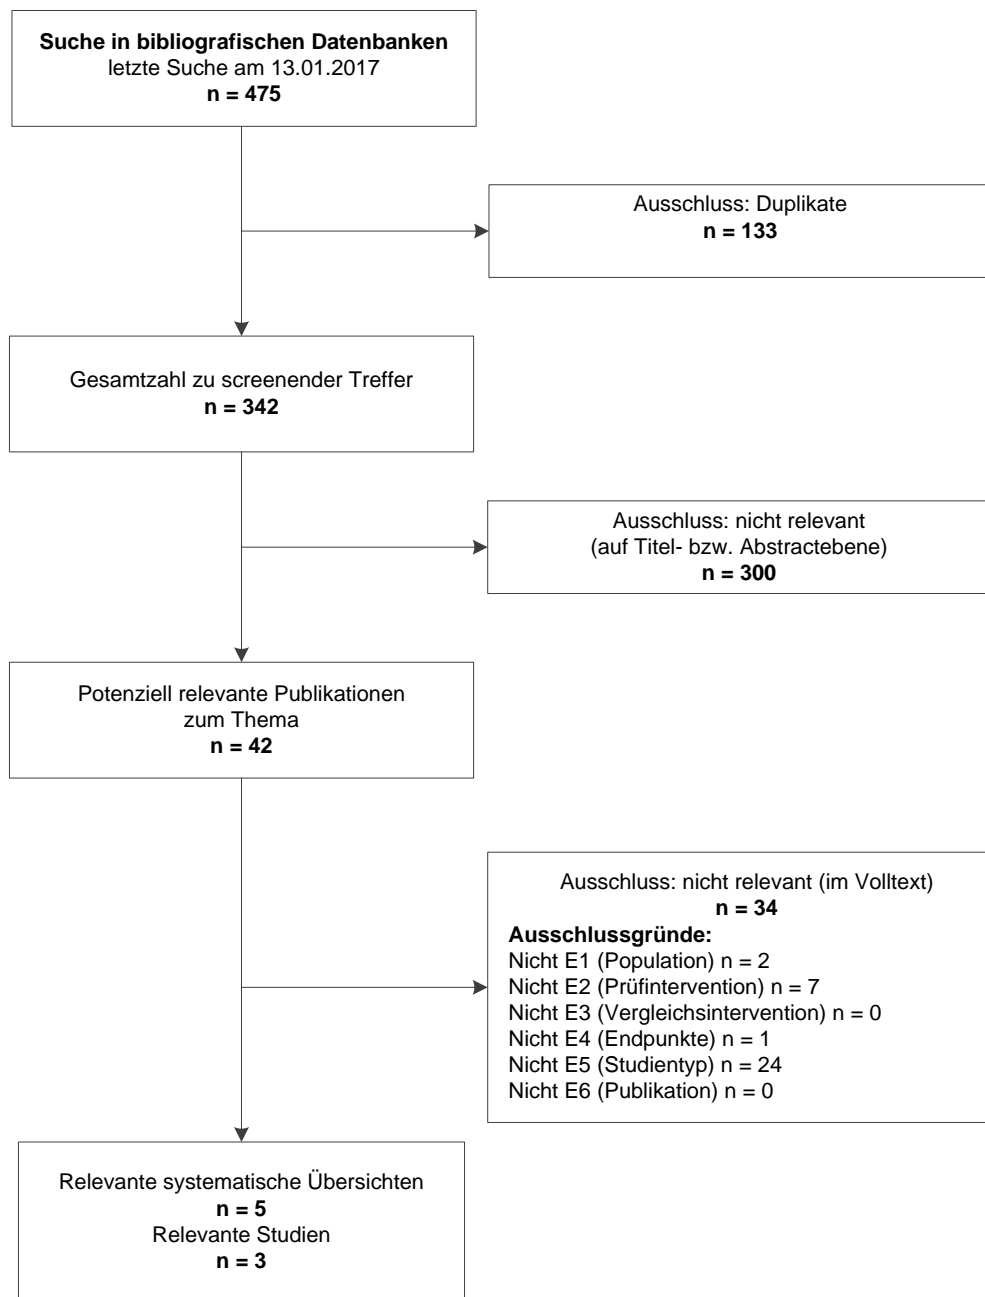 Suche in bibliografischen Datenbanken
letzte Suche am 13.01.2017
n = 475
Ausschluss: Duplikate
n = 133
Gesamtzahl zu screenender Treffer
n = 342
Ausschluss: nicht relevant
(auf Titel- bzw. Abstractebene)
n = 300
Potenziell relevante Publikationen
zum Thema
n = 42
Ausschluss: nicht relevant (im Volltext)
n = 34
Ausschlussgründe:
Nicht E1 (Population) n = 2
Nicht E2 (Prüfintervention) n = 7
Nicht E3 (Vergleichsintervention) n = 0
Nicht E4 (Endpunkte) n = 1
Nicht E5 (Studientyp) n = 24
Nicht E6 (Publikation) n = 0
Relevante systematische Übersichten
n = 5
Relevante Studien
n = 3